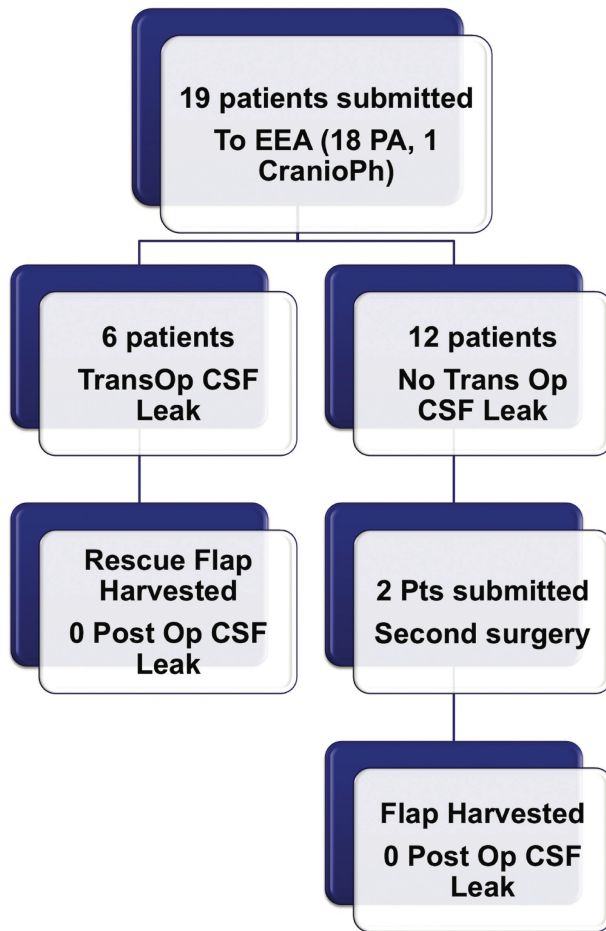 19 patients submitted
To EEA (18 PA, 1
CranioPh)
6 patients
TransOp CSF
Leak
12 patients
No Trans Op
CSF Leak
Rescue Flap
Harvested
0 Post Op CSF
Leak
2 Pts submitted
Second surgery
Flap Harvested
0 Post Op CSF
Leak